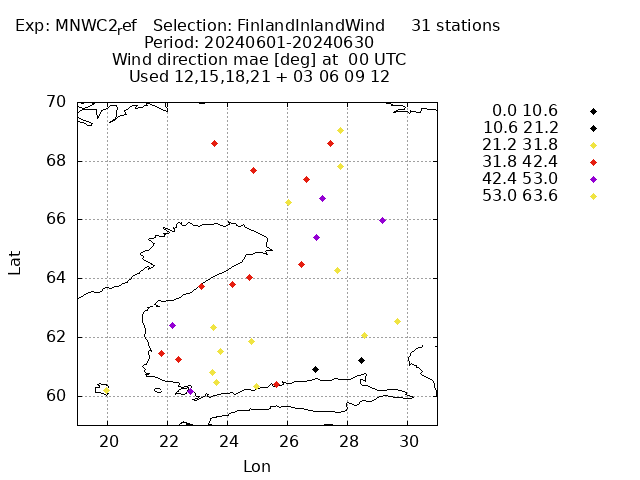 Exp: MNWC2ref Selection: FinlandInlandWind 31 stations
Period: 20240601-20240630
Wind direction mae [deg] at 00 UTC
Used 12,15,18,21 + 03 06 09 12
0.0 10.6
10.6 21.2
21.2 31.8
31.8 42.4
42.4 53.0
53.0 63.6
70
68
66
64
62
60
Lat
20 22 24 26 28 30
Lon